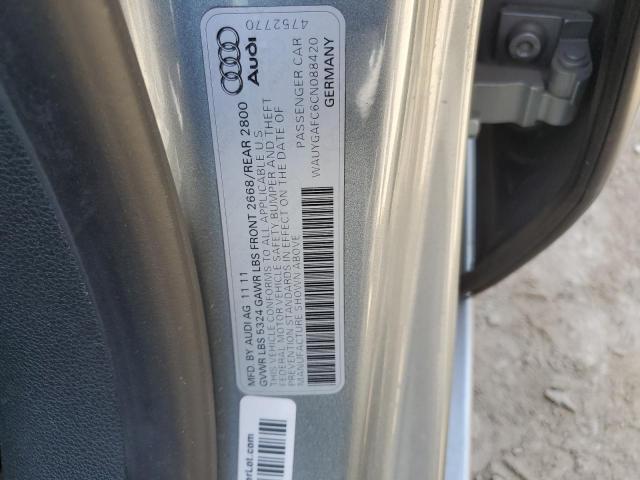 4752770
Audi
MFD. BY AUDI AG 11 11
GVWR LBS 5324 GAWR LBS FRONT 2668/REAR 2800
THIS VEHICLE CONFORMS TO ALL APPLICABLE U.S.
FEDERAL MOTOR VEHICLE SAFETY BUMPER AND THEFT
PREVENTION STANDARDS IN EFFECT ON THE DATE OF
MANUFACTURE SHOWN ABOVE
PASSENGER CAR
WAUYGAFC6CN088420
GERMANY
erLot.com